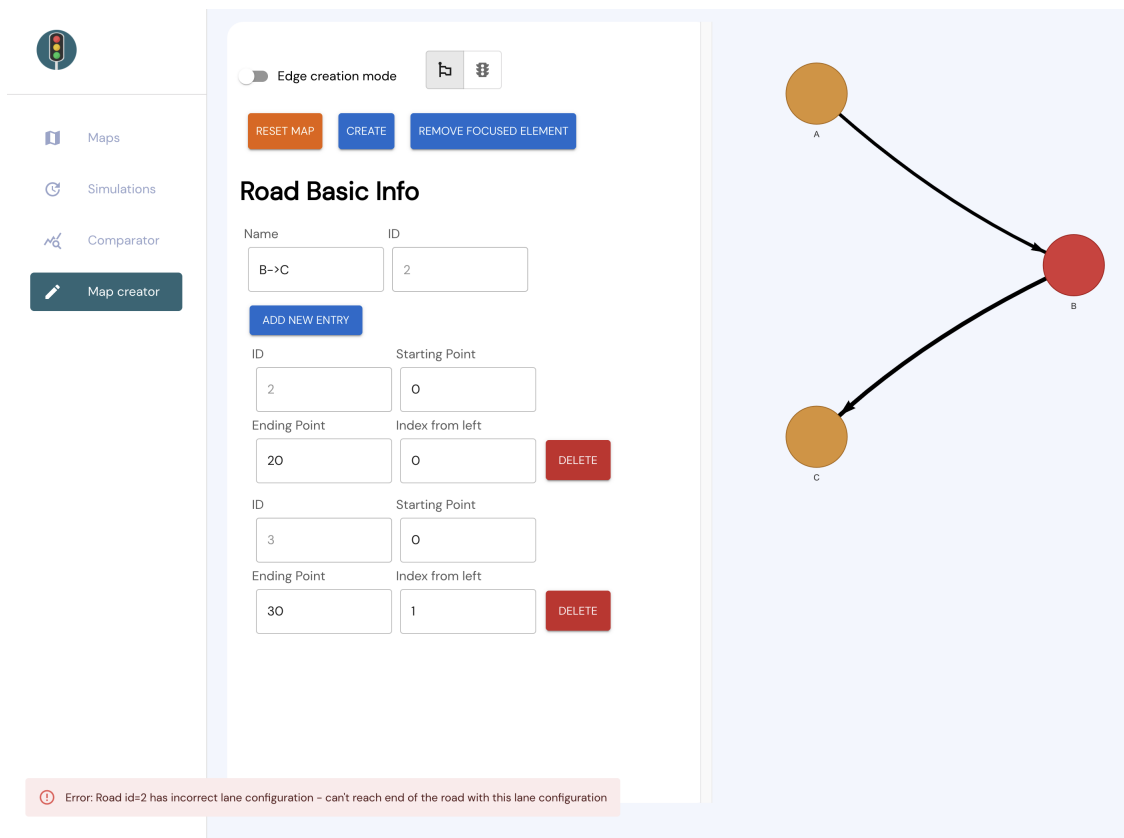 Edge creation mode
RESET MAP CREATE REMOVE FOCUSED ELEMENT
Maps
Simulations
Comparator
Map creator
Road Basic Info
Name ID
B->C 2
ADD NEW ENTRY
ID Starting Point
2 0
Ending Point Index from left
20 0 DELETE
ID Starting Point
3 0
Ending Point Index from left
30 1 DELETE
A
B
C
Error: Road id=2 has incorrect lane configuration - can't reach end of the road with this lane configuration